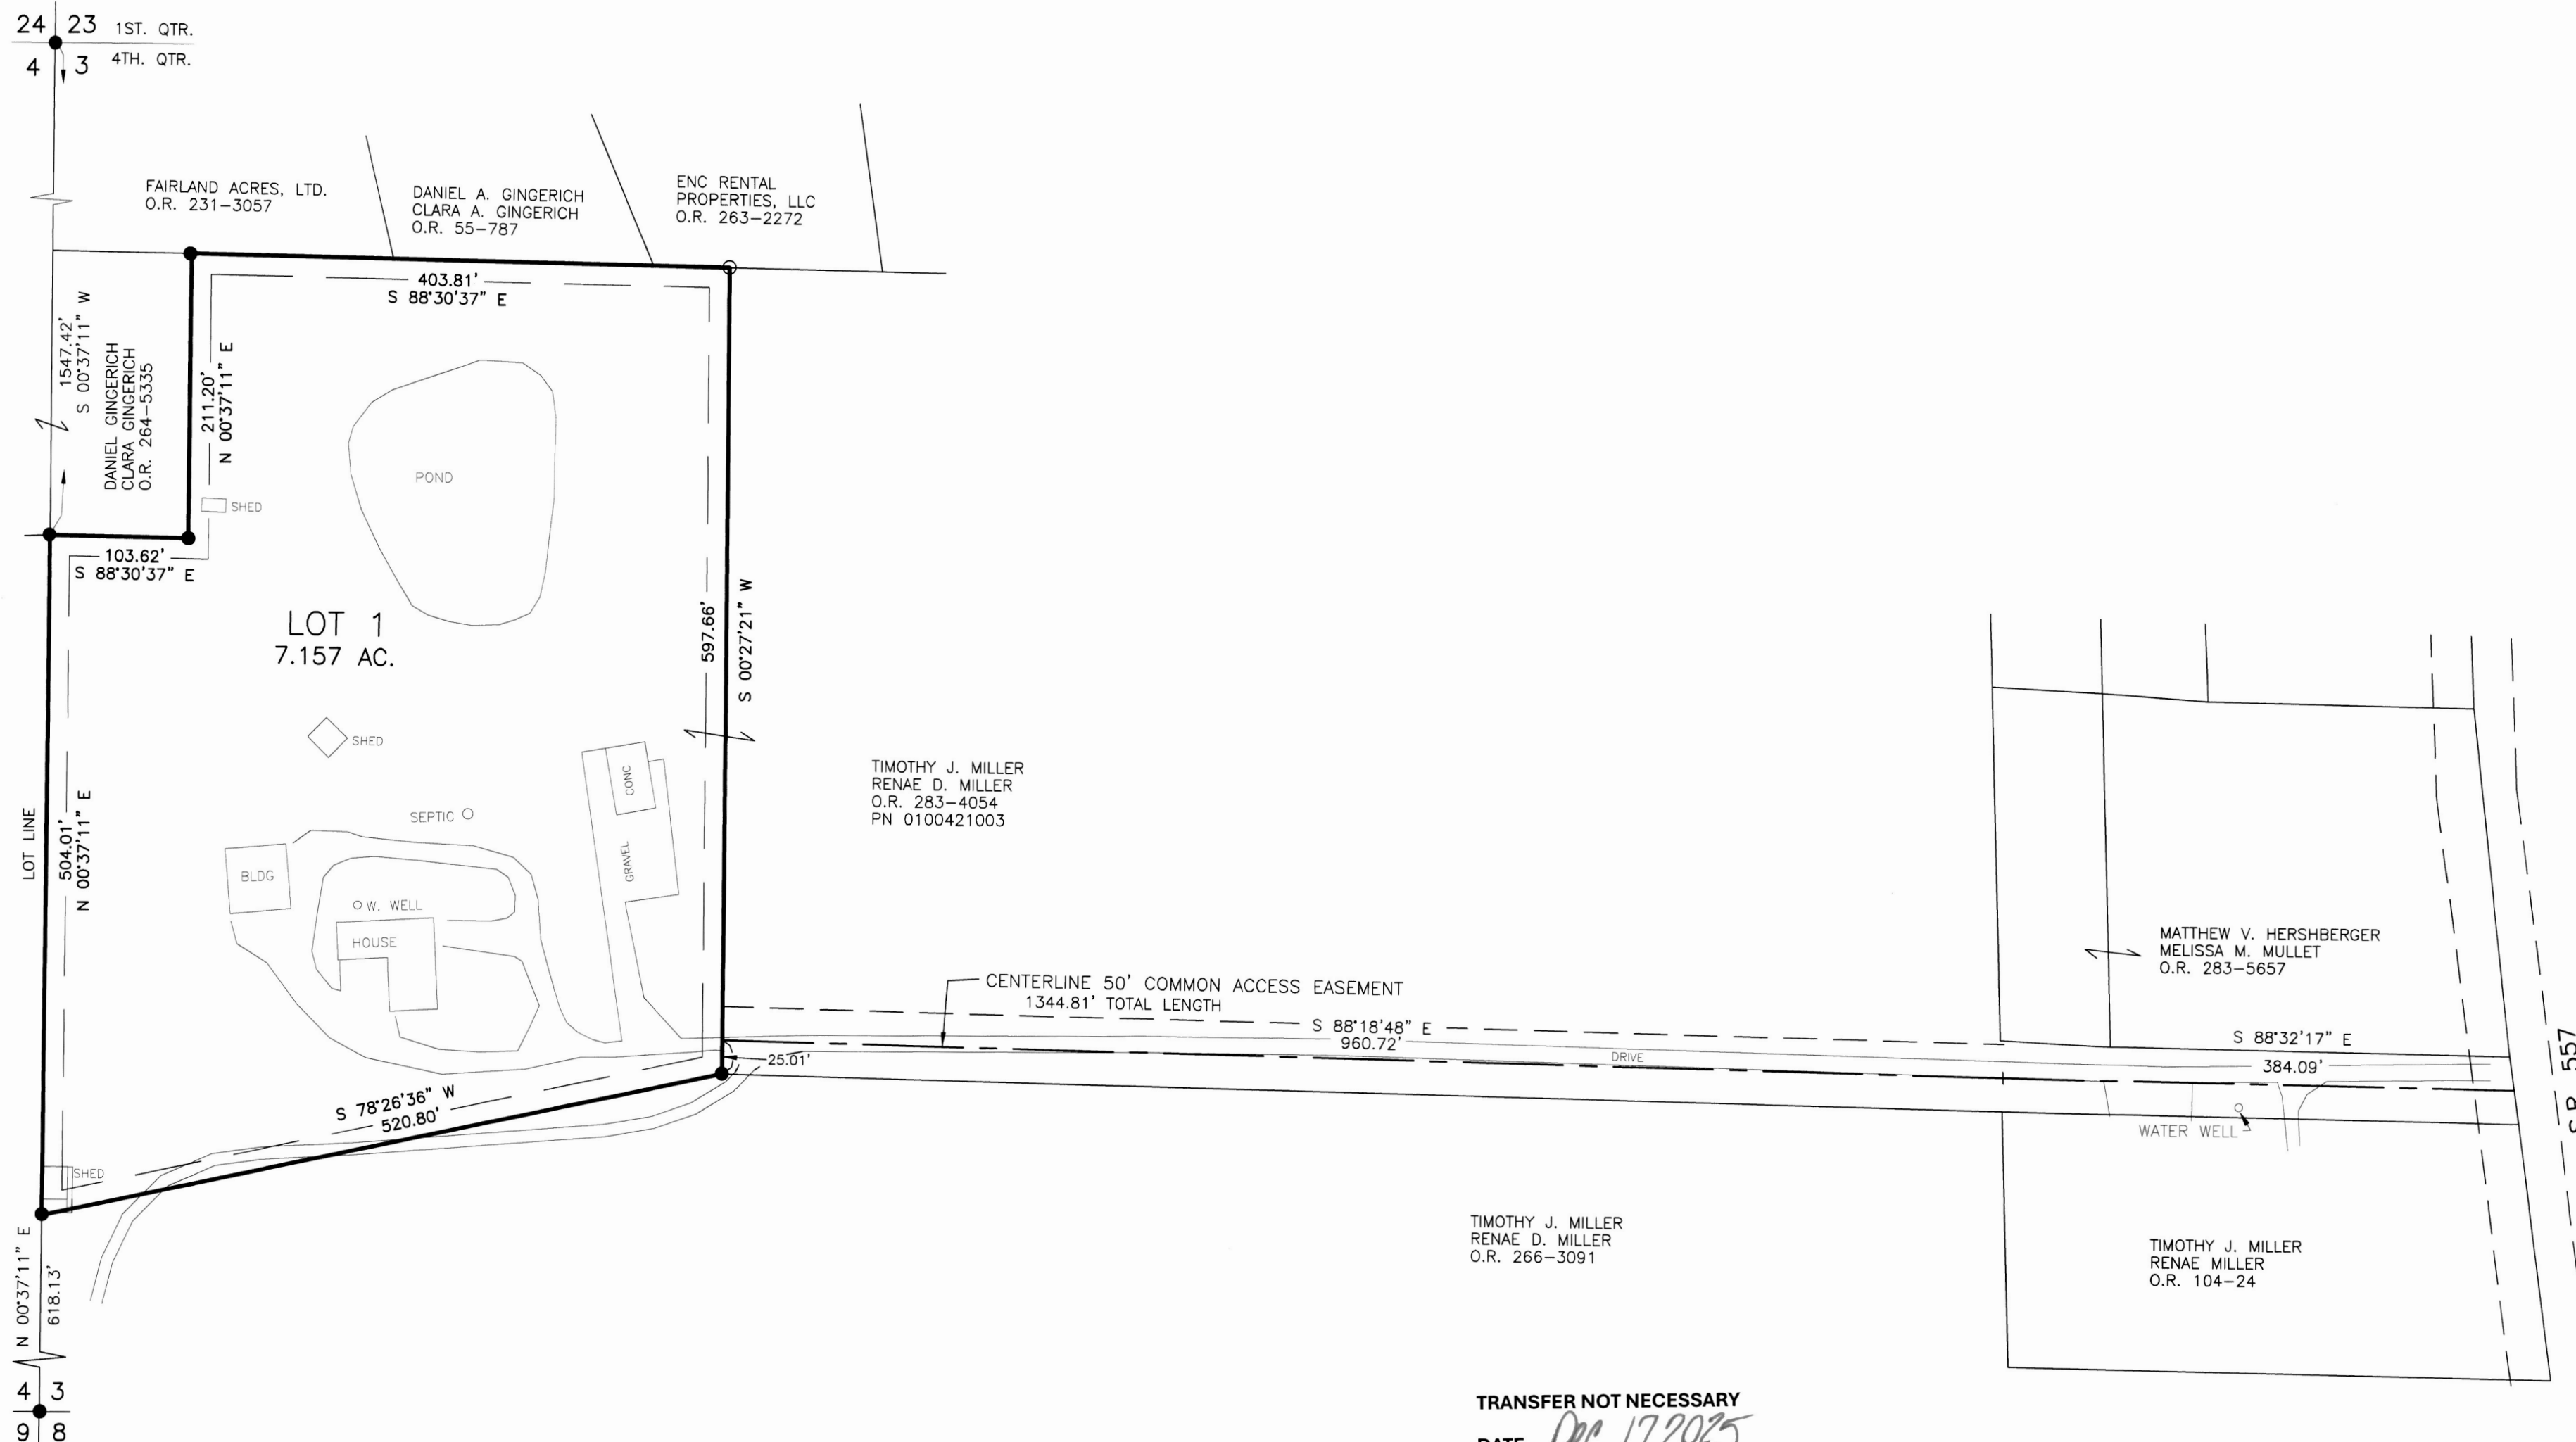 24 23 1ST. QTR.
4 3 4TH. QTR.
FAIRLAND ACRES, LTD.
O.R. 231-3057
DANIEL A. GINGERICH
CLARA A. GINGERICH
O.R. 55-787
ENC RENTAL
PROPERTIES, LLC
O.R. 263-2272
403.81'
S 88°30'37" E
1547.42'
S 00°37'11" W
DANIEL GINGERICH
CLARA GINGERICH
O.R. 264-5335
211.20'
N 00°37'11" E
POND
SHED
103.62'
S 88°30'37" E
LOT 1
7.157 AC.
597.66'
S 00°27'21" W
SHED
CONC
GRAVEL
SEPTIC
BLDG
W. WELL
HOUSE
LOT LINE
504.01'
N 00°37'11" E
TIMOTHY J. MILLER
RENAE D. MILLER
O.R. 283-4054
PN 0100421003
MATTHEW V. HERSHBERGER
MELISSA M. MULLET
O.R. 283-5657
CENTERLINE 50' COMMON ACCESS EASEMENT
1344.81' TOTAL LENGTH
S 88°18'48" E
960.72'
DRIVE
S 88°32'17" E
384.09'
S.R. 557
25.01'
S 78°26'36" W
520.80'
SHED
WATER WELL
TIMOTHY J. MILLER
RENAE D. MILLER
O.R. 266-3091
TIMOTHY J. MILLER
RENAE MILLER
O.R. 104-24
N 00°37'11" E
618.13'
4 3
9 8
TRANSFER NOT NECESSARY
DATE Dec 17 2025